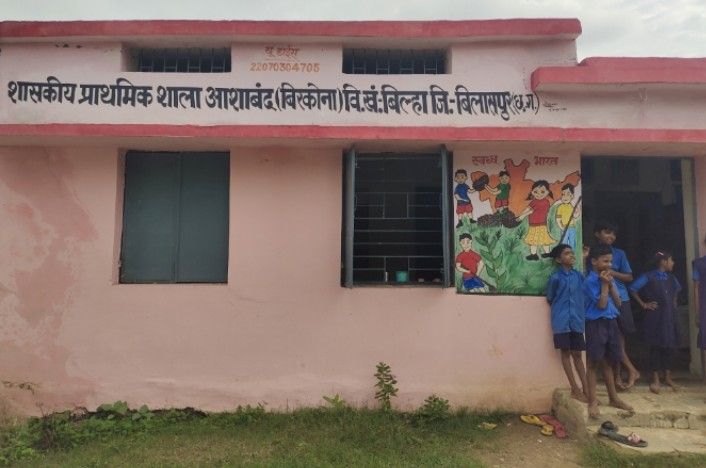 यू डाईस
22070304705
शासकीय प्राथमिक शाला आशाबंद (बिरकोना) वि.खं.-बिल्हा जि.-बिलासपुर (छ.ग.)
स्वच्छ भारत